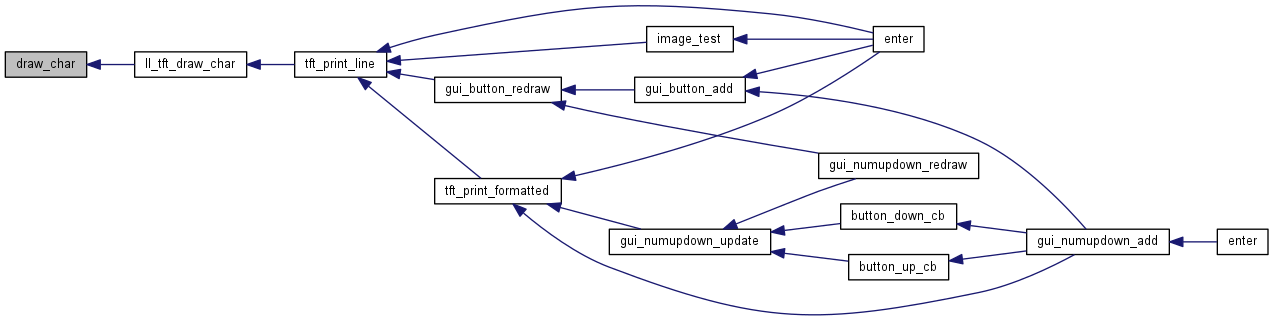 draw_char
ll_tft_draw_char
tft_print_line
image_test
enter
gui_button_redraw
gui_button_add
gui_numupdown_redraw
tft_print_formatted
button_down_cb
gui_numupdown_update
gui_numupdown_add
enter
button_up_cb